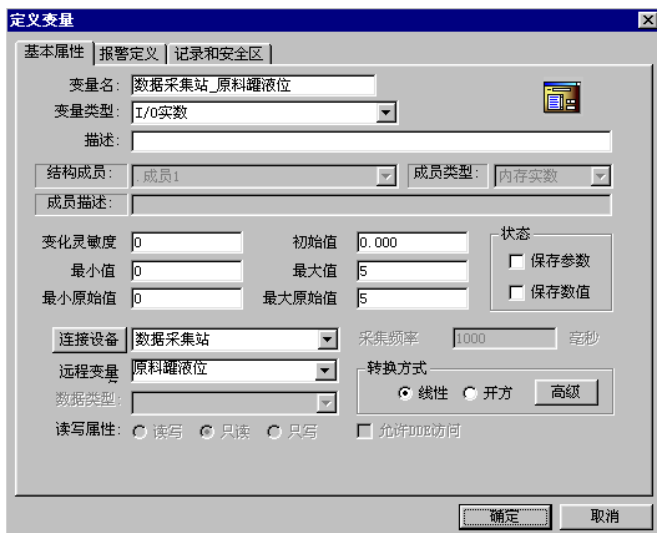 定义变量
基本属性 报警定义 记录和安全区
变量名: 数据采集站_原料罐液位
变量类型: I/O实数
描述:
结构成员: .成员1 成员类型: 内存实数
成员描述:
变化灵敏度 0 初始值 0.000 状态
最小值 0 最大值 5 保存参数
最小原始值 0 最大原始值 5 保存数值
连接设备 数据采集站 采集频率 1000 毫秒
远程变量 原料罐液位 转换方式
数据类型: 线性 开方 高级
读写属性: 读写 只读 只写 允许DDE访问
确定 取消